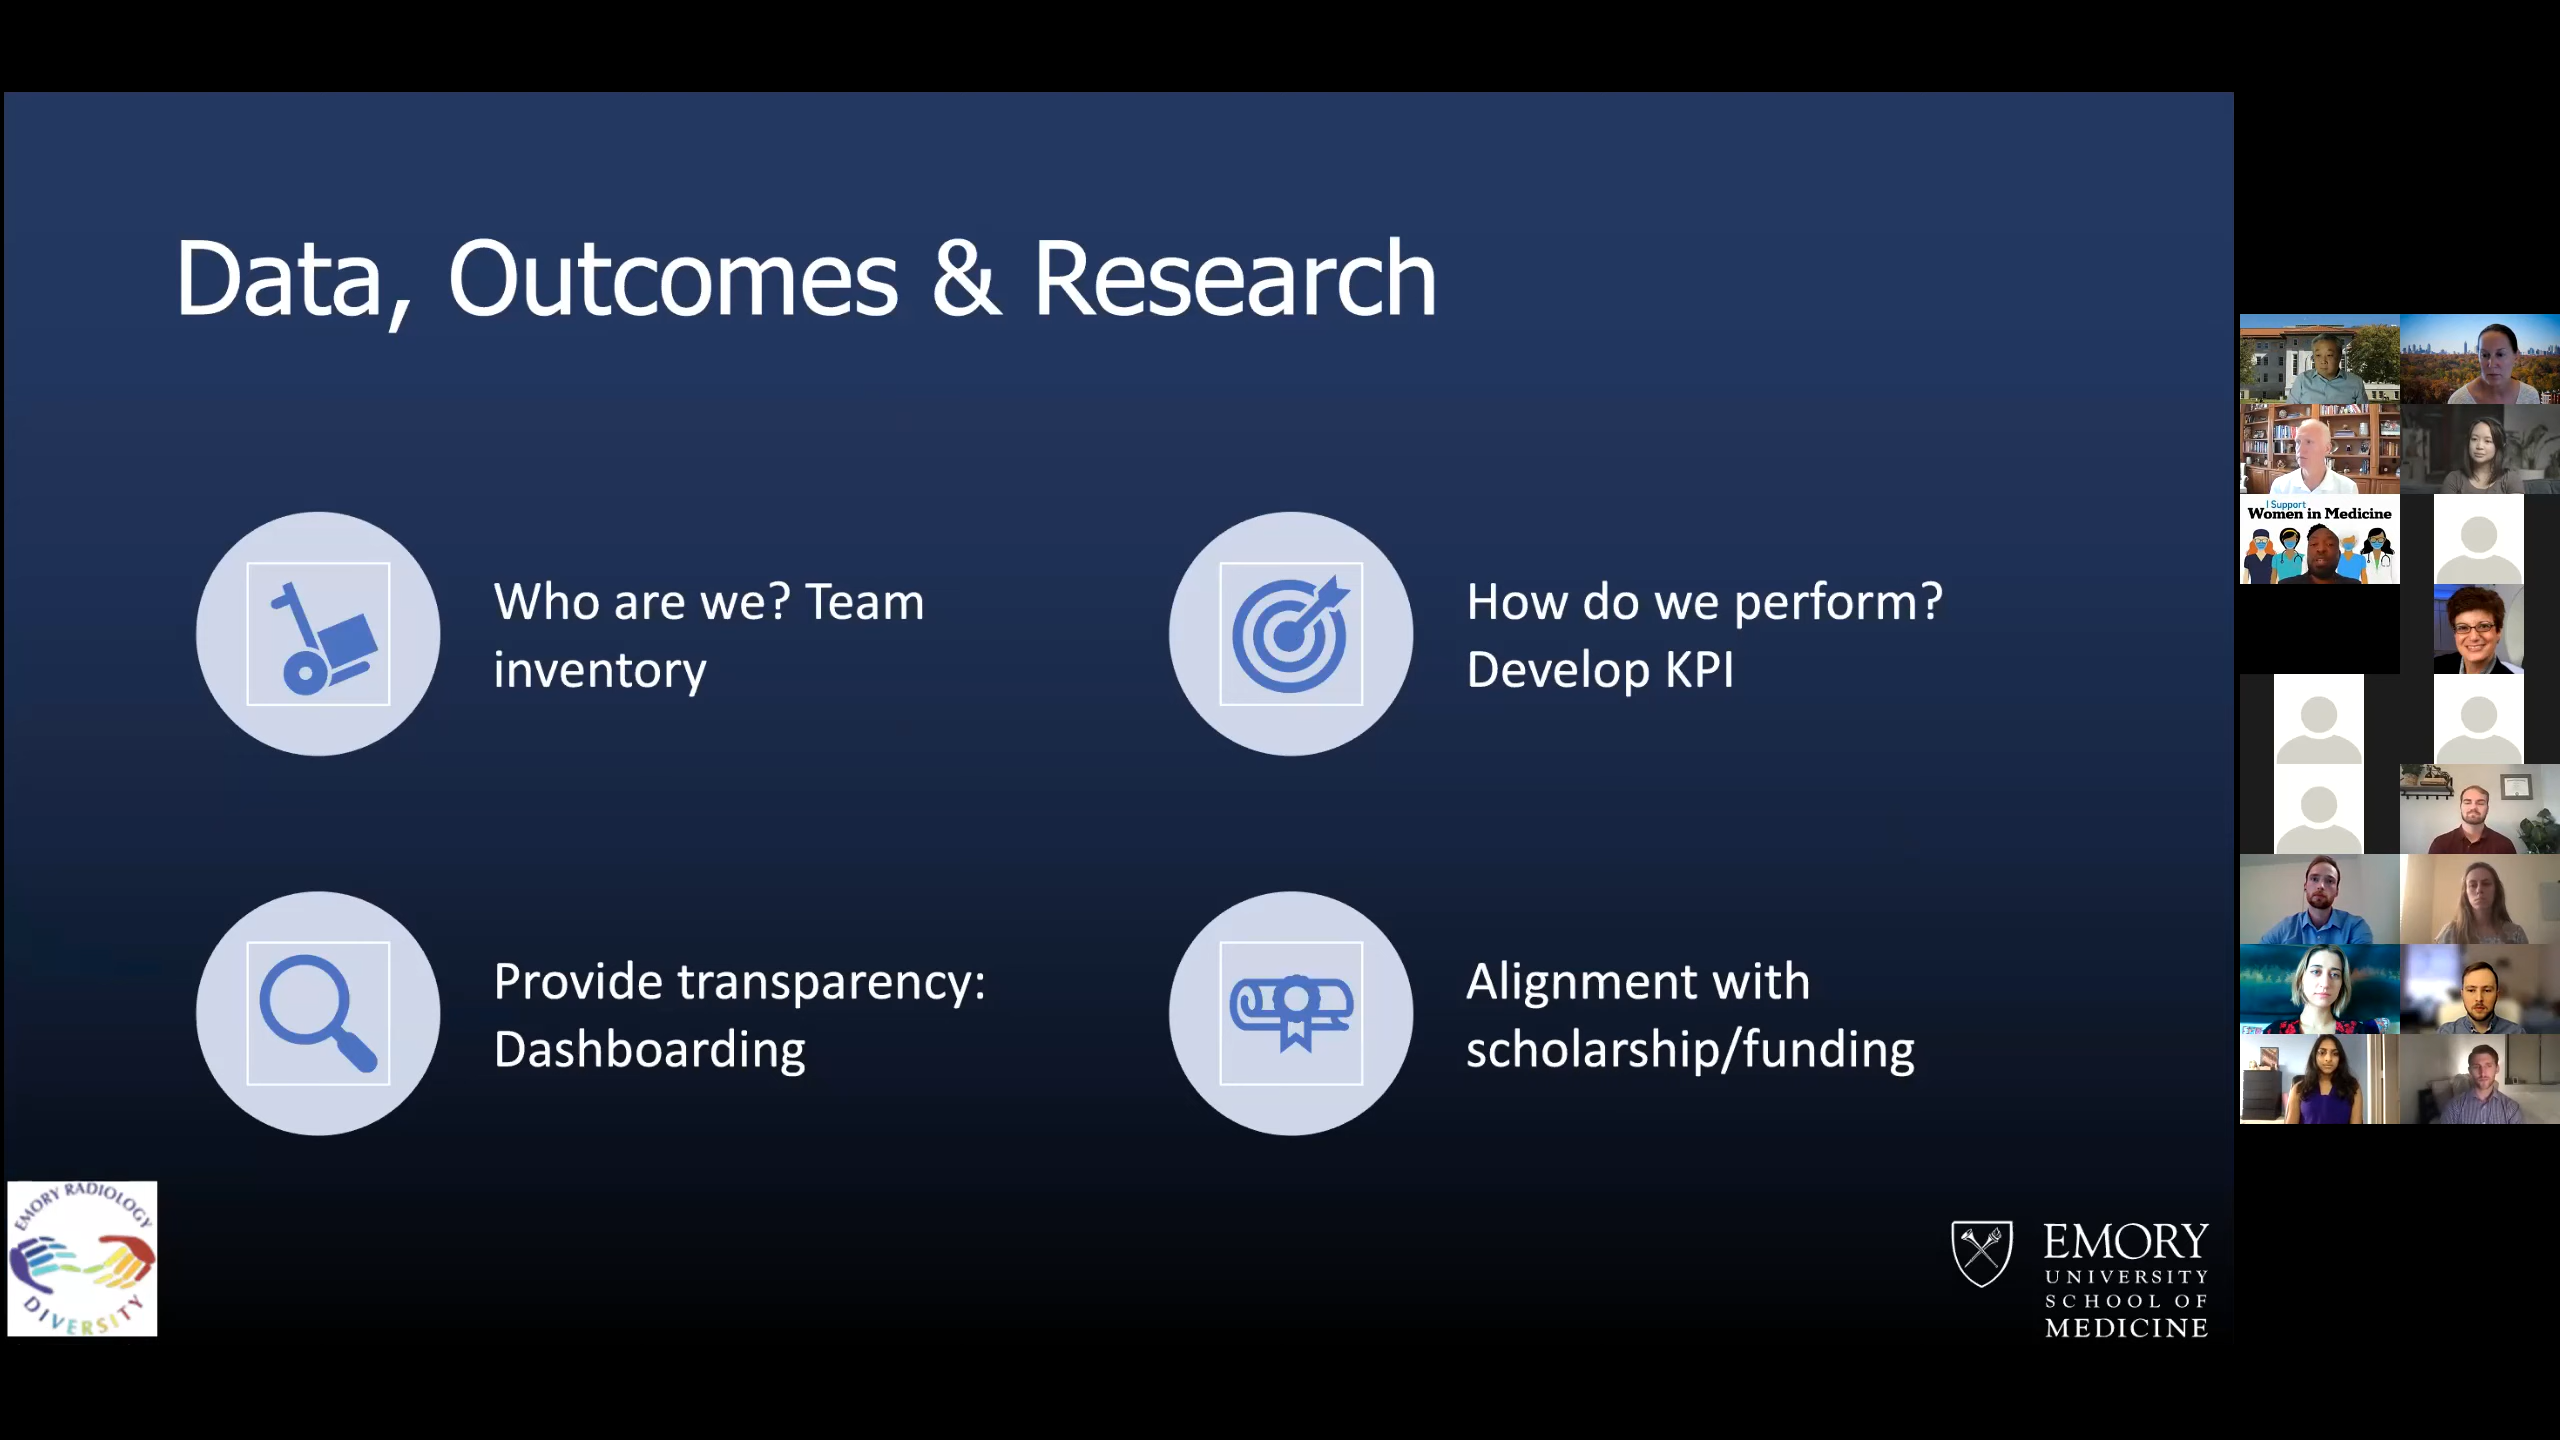 Data, Outcomes & Research
Who are we? Team
inventory
How do we perform?
Develop KPI
Provide transparency:
Dashboarding
Alignment with
scholarship/funding
EMORY RADIOLOGY
DIVERSITY
EMORY
UNIVERSITY
SCHOOL OF
MEDICINE
I Support
Women in Medicine